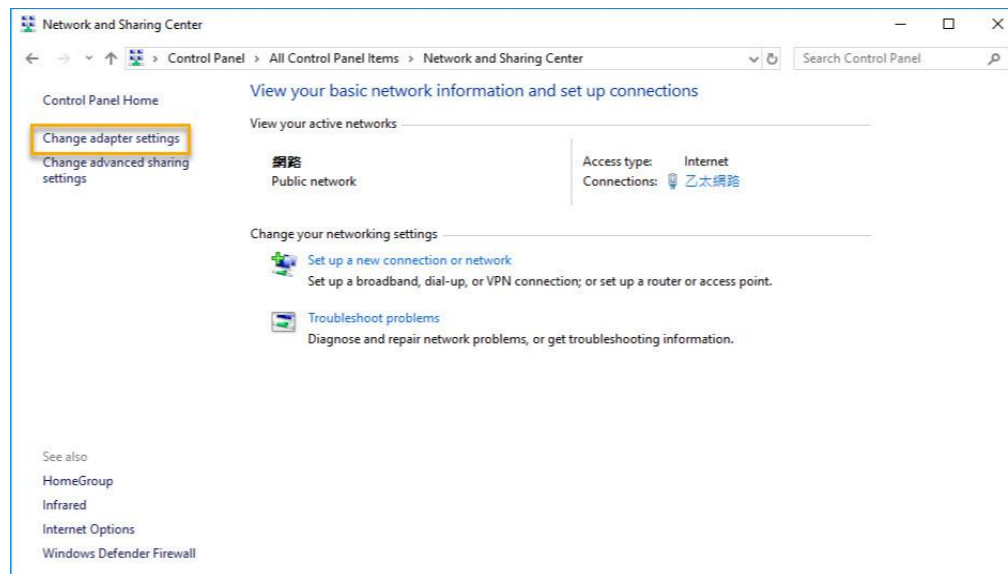 Network and Sharing Center
Control Panel > All Control Panel Items > Network and Sharing Center
Search Control Panel
Control Panel Home
Change adapter settings
Change advanced sharing
settings
View your basic network information and set up connections
View your active networks
網路
Public network
Access type: Internet
Connections: 乙太網路
Change your networking settings
Set up a new connection or network
Set up a broadband, dial-up, or VPN connection; or set up a router or access point.
Troubleshoot problems
Diagnose and repair network problems, or get troubleshooting information.
See also
HomeGroup
Infrared
Internet Options
Windows Defender Firewall